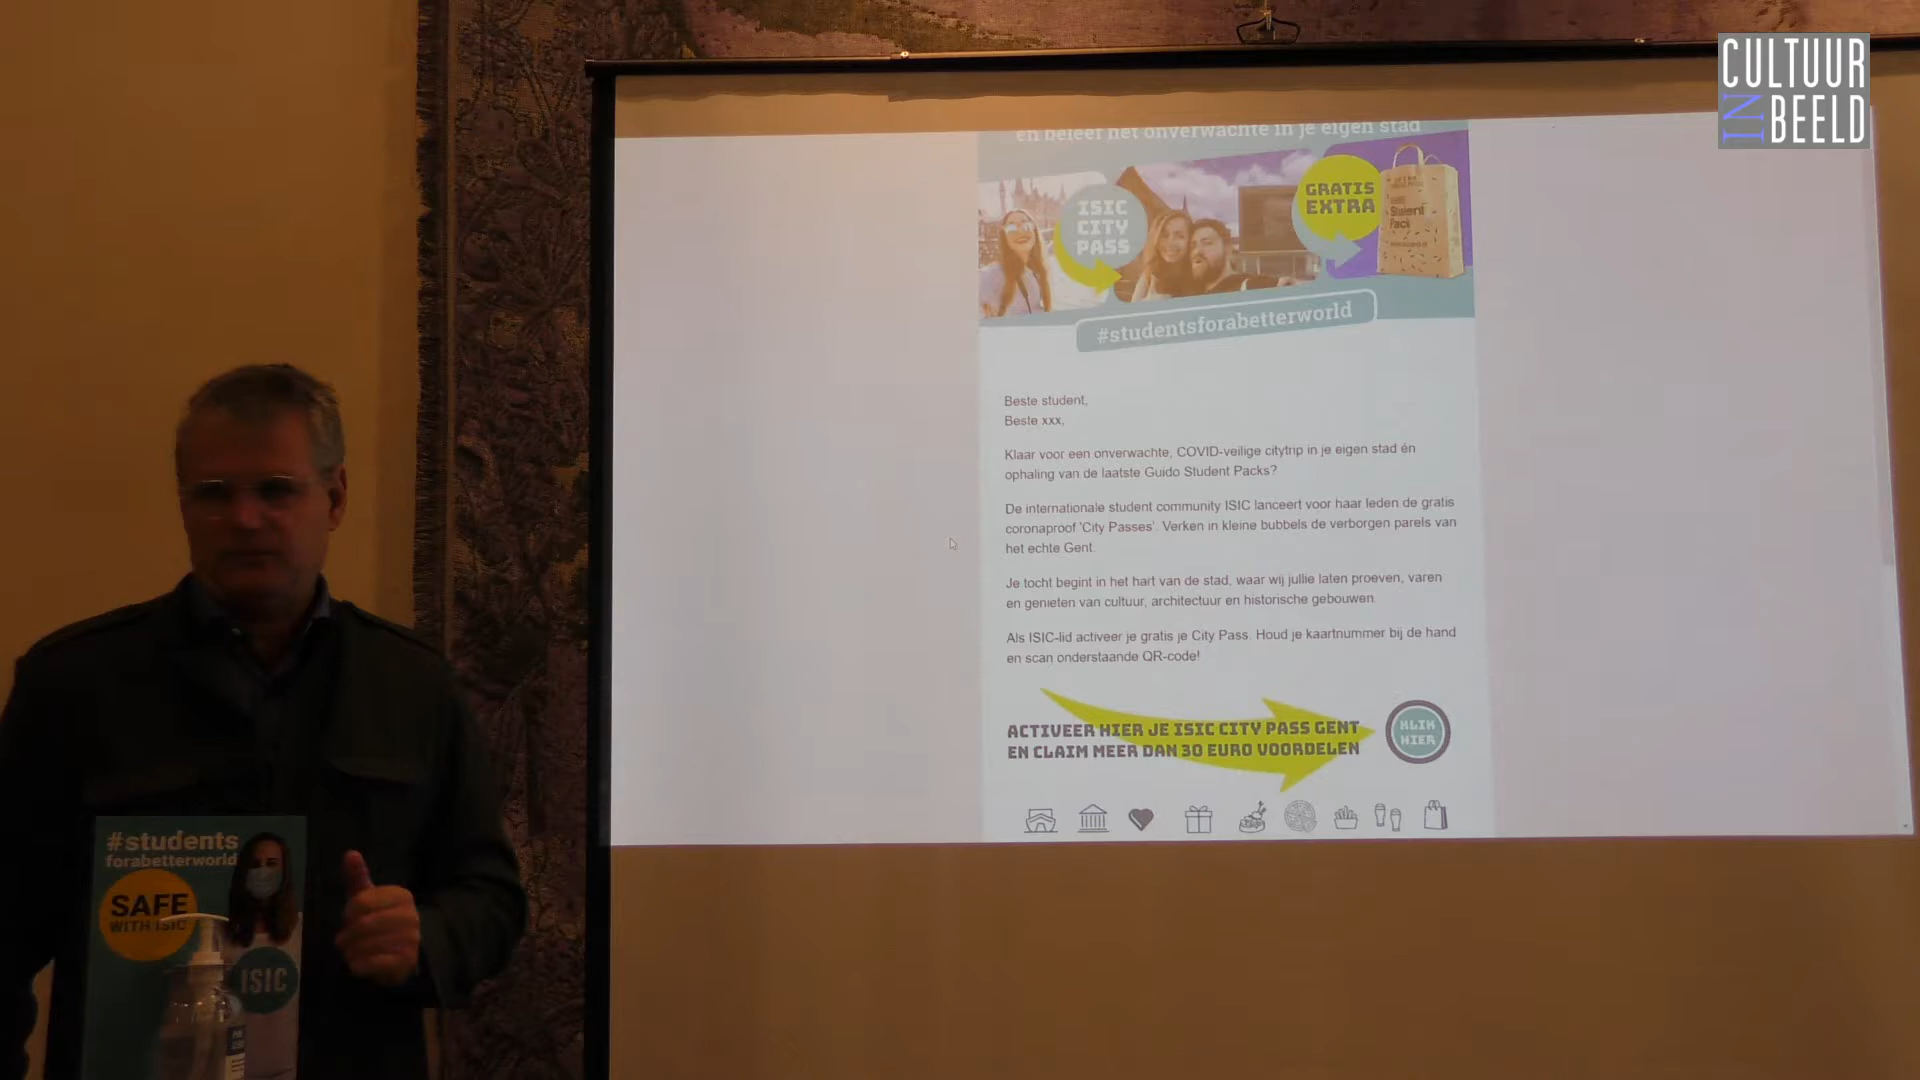 CULTUUR
IN BEELD
en beleef het onverwachte in je eigen stad
ISIC
CITY
PASS
GRATIS
EXTRA
Student
Pack
#studentsforabetterworld
Beste student,
Beste xxx,
Klaar voor een onverwachte, COVID-veilige citytrip in je eigen stad én
ophaling van de laatste Guido Student Packs?
De internationale student community ISIC lanceert voor haar leden de gratis
coronaproof 'City Passes'. Verken in kleine bubbels de verborgen parels van
het echte Gent.
Je tocht begint in het hart van de stad, waar wij jullie laten proeven, varen
en genieten van cultuur, architectuur en historische gebouwen.
Als ISIC-lid activeer je gratis je City Pass. Houd je kaartnummer bij de hand
en scan onderstaande QR-code!
ACTIVEER HIER JE ISIC CITY PASS GENT
EN CLAIM MEER DAN 30 EURO VOORDELEN
KLIK
HIER
#students
forabetterworld
SAFE
WITH ISIC
ISIC